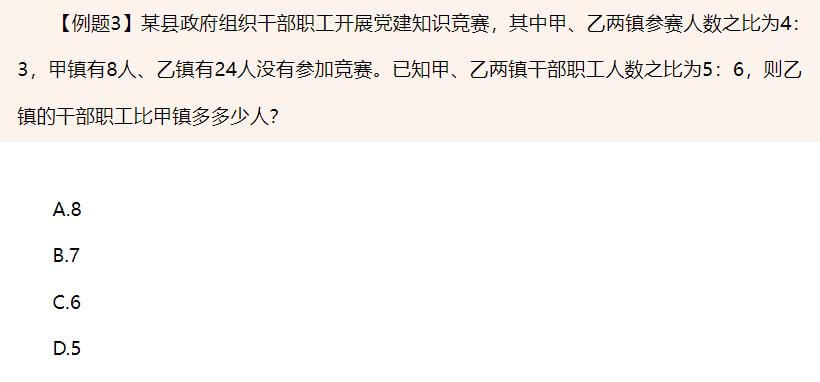 【例题3】某县政府组织干部职工开展党建知识竞赛，其中甲、乙两镇参赛人数之比为4：
3，甲镇有8人、乙镇有24人没有参加竞赛。已知甲、乙两镇干部职工人数之比为5：6，则乙
镇的干部职工比甲镇多多少人？
A.8
B.7
C.6
D.5